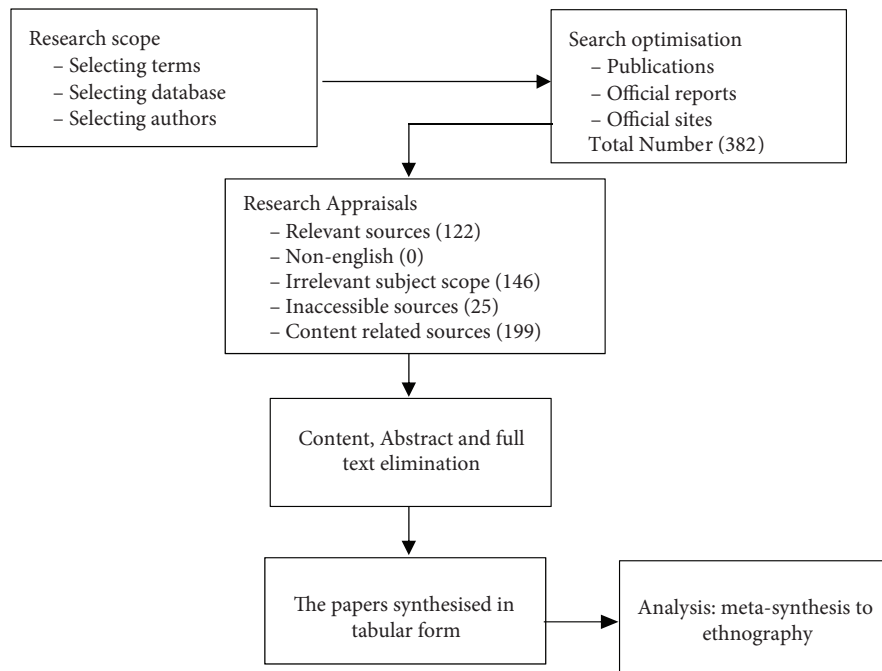 Research scope
– Selecting terms
– Selecting database
– Selecting authors
Search optimisation
– Publications
– Official reports
– Official sites
Total Number (382)
Research Appraisals
– Relevant sources (122)
– Non-english (0)
– Irrelevant subject scope (146)
– Inaccessible sources (25)
– Content related sources (199)
Content, Abstract and full
text elimination
The papers synthesised in
tabular form
Analysis: meta-synthesis to
ethnography